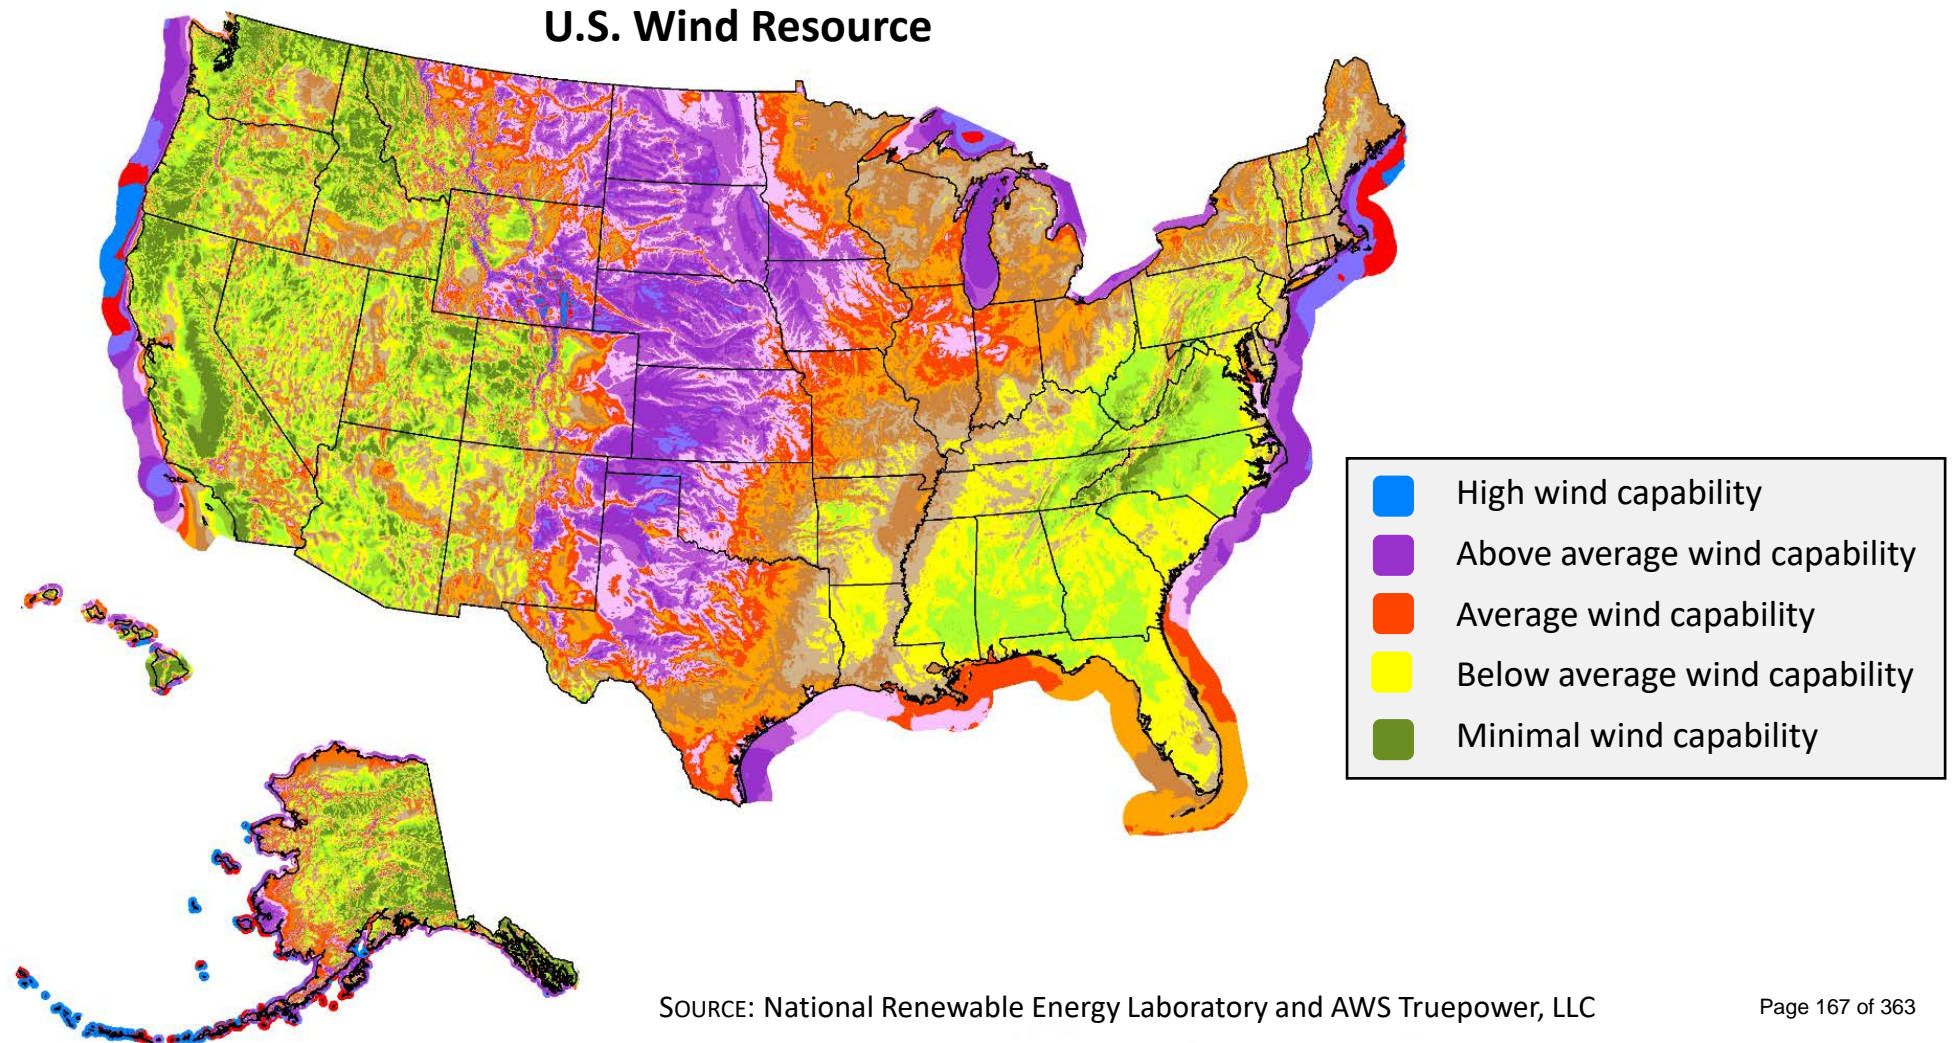 U.S. Wind Resource
High wind capability
Above average wind capability
Average wind capability
Below average wind capability
Minimal wind capability
SOURCE: National Renewable Energy Laboratory and AWS Truepower, LLC
Page 167 of 363